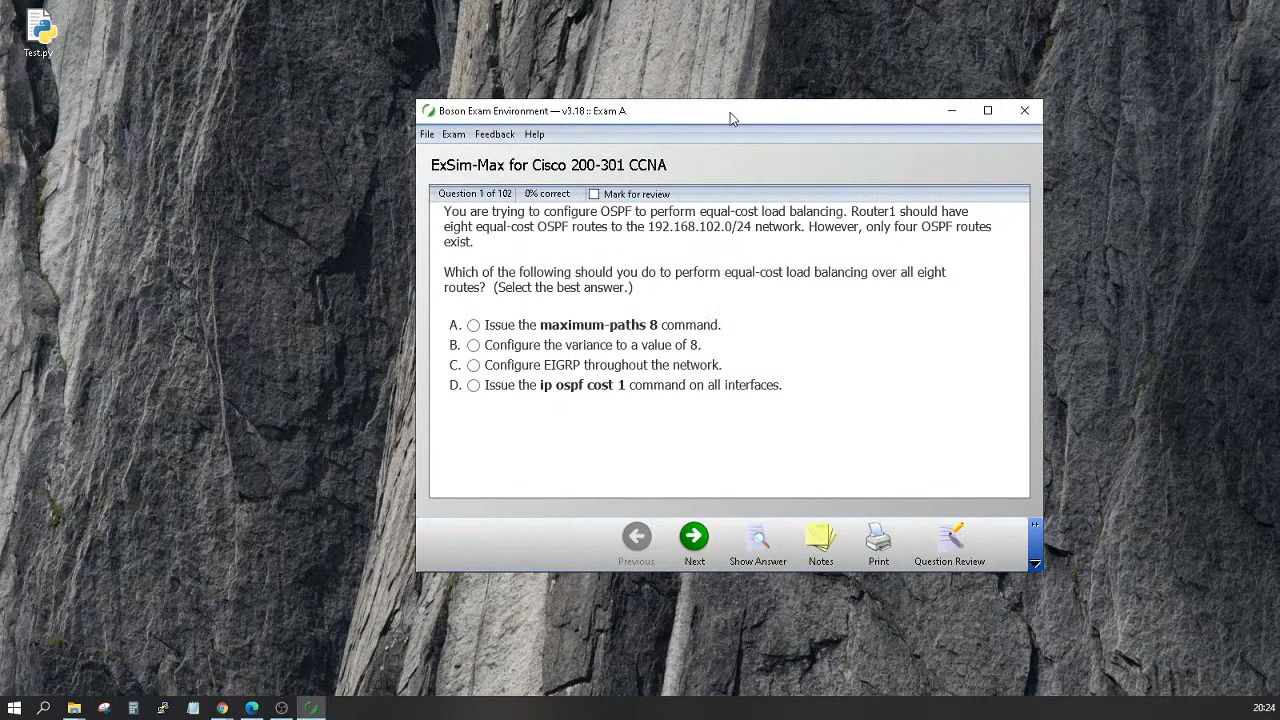 Test.py
Boson Exam Environment — v3.18 :: Exam A
File Exam Feedback Help
ExSim-Max for Cisco 200-301 CCNA
Question 1 of 102 0% correct Mark for review
You are trying to configure OSPF to perform equal-cost load balancing. Router1 should have
eight equal-cost OSPF routes to the 192.168.102.0/24 network. However, only four OSPF routes
exist.
Which of the following should you do to perform equal-cost load balancing over all eight
routes? (Select the best answer.)
A. Issue the maximum-paths 8 command.
B. Configure the variance to a value of 8.
C. Configure EIGRP throughout the network.
D. Issue the ip ospf cost 1 command on all interfaces.
Previous Next Show Answer Notes Print Question Review
20:24